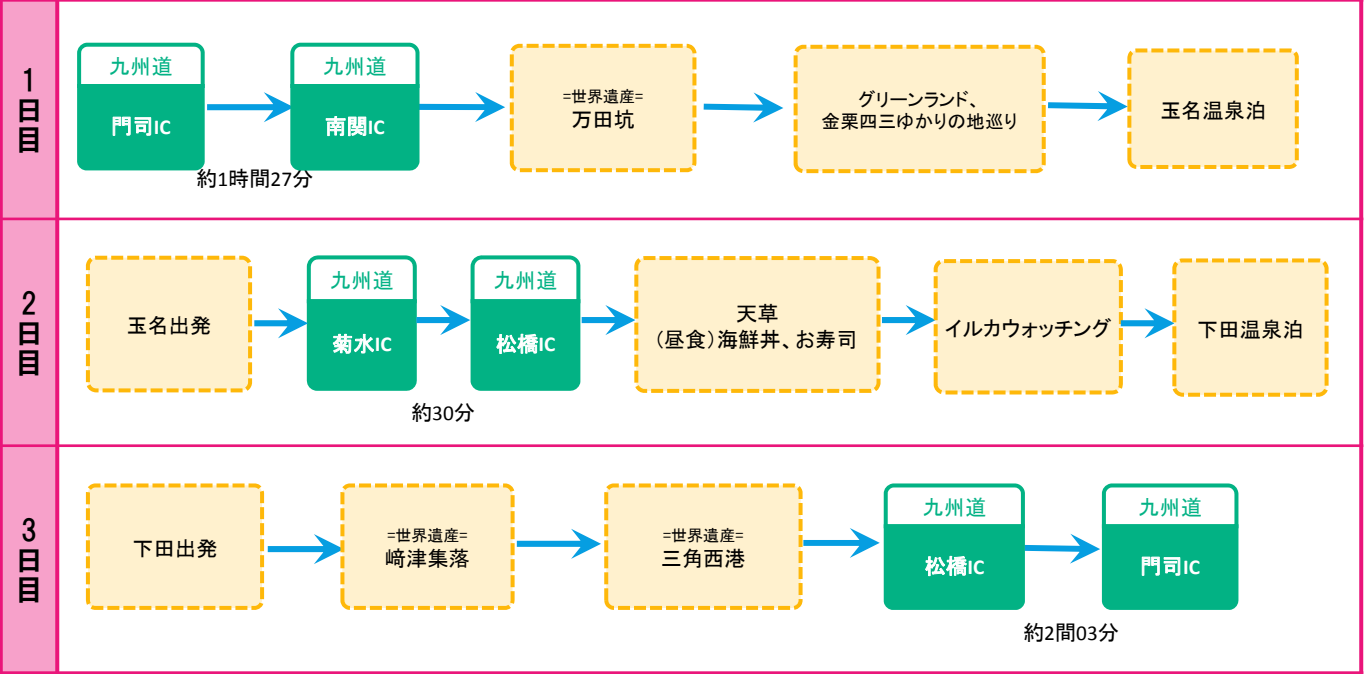 1日目
九州道
門司IC
約1時間27分
九州道
南関IC
=世界遺産=
万田坑
グリーンランド、
金栗四三ゆかりの地巡り
玉名温泉泊
2日目
玉名出発
九州道
菊水IC
約30分
九州道
松橋IC
天草
(昼食)海鮮丼、お寿司
イルカウォッチング
下田温泉泊
3日目
下田出発
=世界遺産=
﨑津集落
=世界遺産=
三角西港
九州道
松橋IC
約2間03分
九州道
門司IC